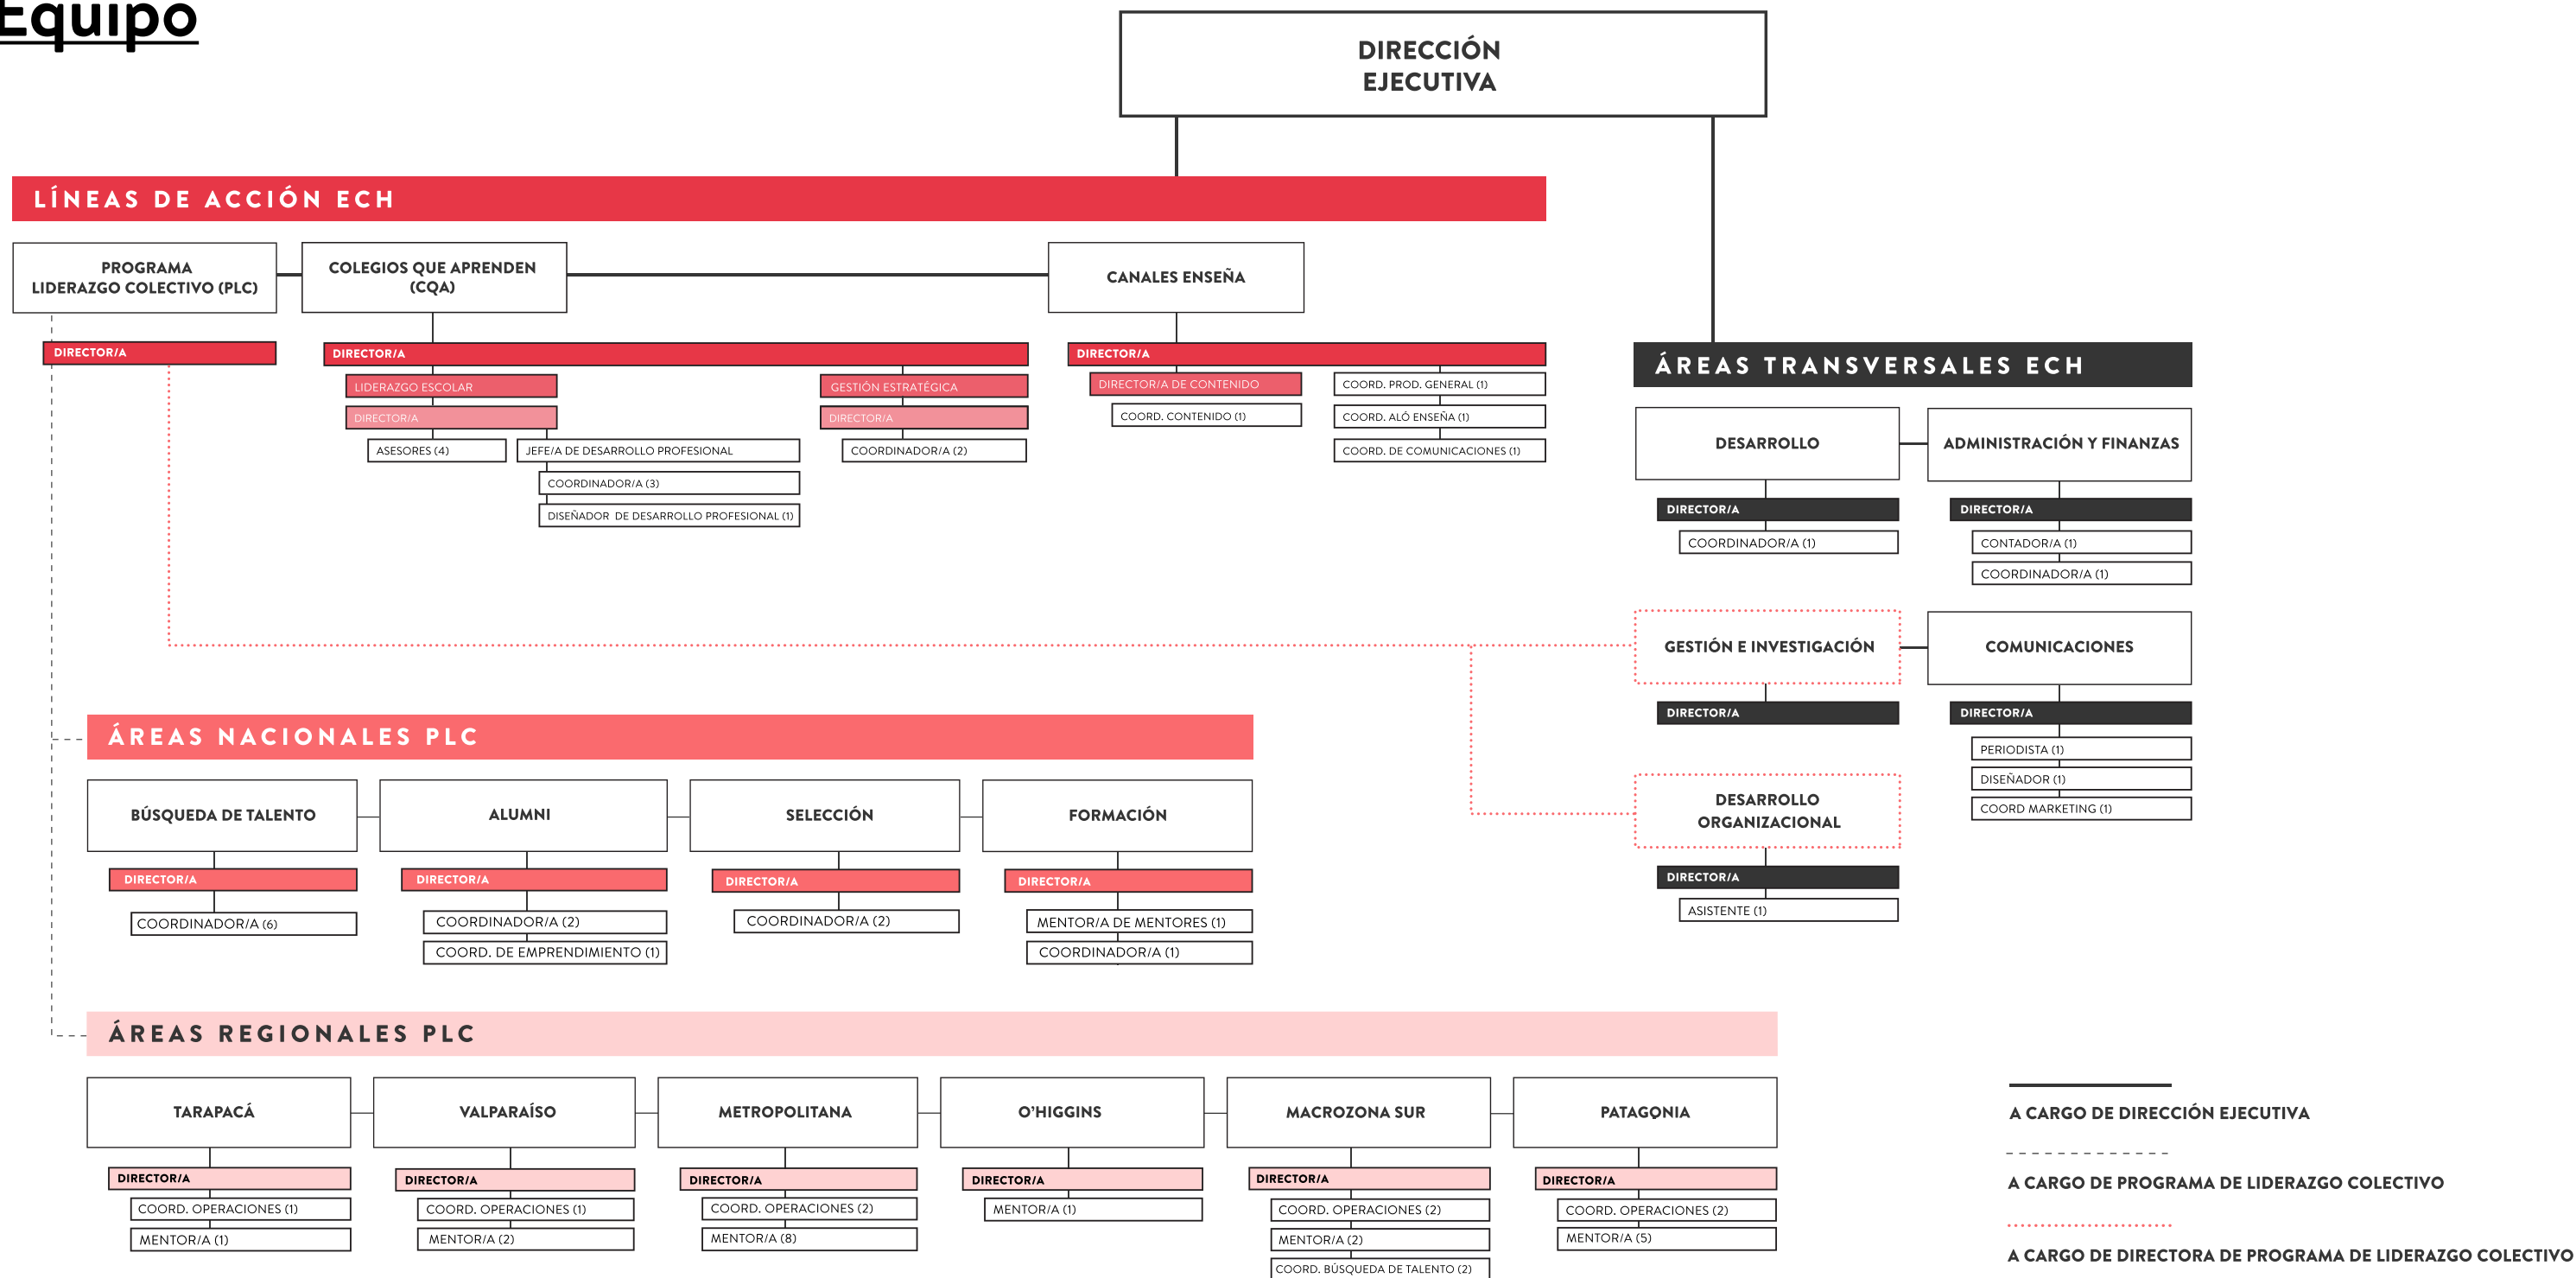 Equipo
DIRECCIÓN
EJECUTIVA
LÍNEAS DE ACCIÓN ECH
PROGRAMA
LIDERAZGO COLECTIVO (PLC)
DIRECTOR/A
COLEGIOS QUE APRENDEN
(CQA)
DIRECTOR/A
LIDERAZGO ESCOLAR
DIRECTOR/A
ASESORES (4)
JEFE/A DE DESARROLLO PROFESIONAL
COORDINADOR/A (3)
DISEÑADOR DE DESARROLLO PROFESIONAL (1)
GESTIÓN ESTRATÉGICA
DIRECTOR/A
COORDINADOR/A (2)
CANALES ENSEÑA
DIRECTOR/A
DIRECTOR/A DE CONTENIDO
COORD. CONTENIDO (1)
COORD. PROD. GENERAL (1)
COORD. ALÓ ENSEÑA (1)
COORD. DE COMUNICACIONES (1)
ÁREAS TRANSVERSALES ECH
DESARROLLO
DIRECTOR/A
COORDINADOR/A (1)
ADMINISTRACIÓN Y FINANZAS
DIRECTOR/A
CONTADOR/A (1)
COORDINADOR/A (1)
GESTIÓN E INVESTIGACIÓN
DIRECTOR/A
COMUNICACIONES
DIRECTOR/A
PERIODISTA (1)
DISEÑADOR (1)
COORD MARKETING (1)
DESARROLLO
ORGANIZACIONAL
DIRECTOR/A
ASISTENTE (1)
ÁREAS NACIONALES PLC
BÚSQUEDA DE TALENTO
DIRECTOR/A
COORDINADOR/A (6)
ALUMNI
DIRECTOR/A
COORDINADOR/A (2)
COORD. DE EMPRENDIMIENTO (1)
SELECCIÓN
DIRECTOR/A
COORDINADOR/A (2)
FORMACIÓN
DIRECTOR/A
MENTOR/A DE MENTORES (1)
COORDINADOR/A (1)
ÁREAS REGIONALES PLC
TARAPACÁ
DIRECTOR/A
COORD. OPERACIONES (1)
MENTOR/A (1)
VALPARAÍSO
DIRECTOR/A
COORD. OPERACIONES (1)
MENTOR/A (2)
METROPOLITANA
DIRECTOR/A
COORD. OPERACIONES (2)
MENTOR/A (8)
O'HIGGINS
DIRECTOR/A
MENTOR/A (1)
MACROZONA SUR
DIRECTOR/A
COORD. OPERACIONES (2)
MENTOR/A (2)
COORD. BÚSQUEDA DE TALENTO (2)
PATAGONIA
DIRECTOR/A
COORD. OPERACIONES (2)
MENTOR/A (5)
A CARGO DE DIRECCIÓN EJECUTIVA
A CARGO DE PROGRAMA DE LIDERAZGO COLECTIVO
A CARGO DE DIRECTORA DE PROGRAMA DE LIDERAZGO COLECTIVO